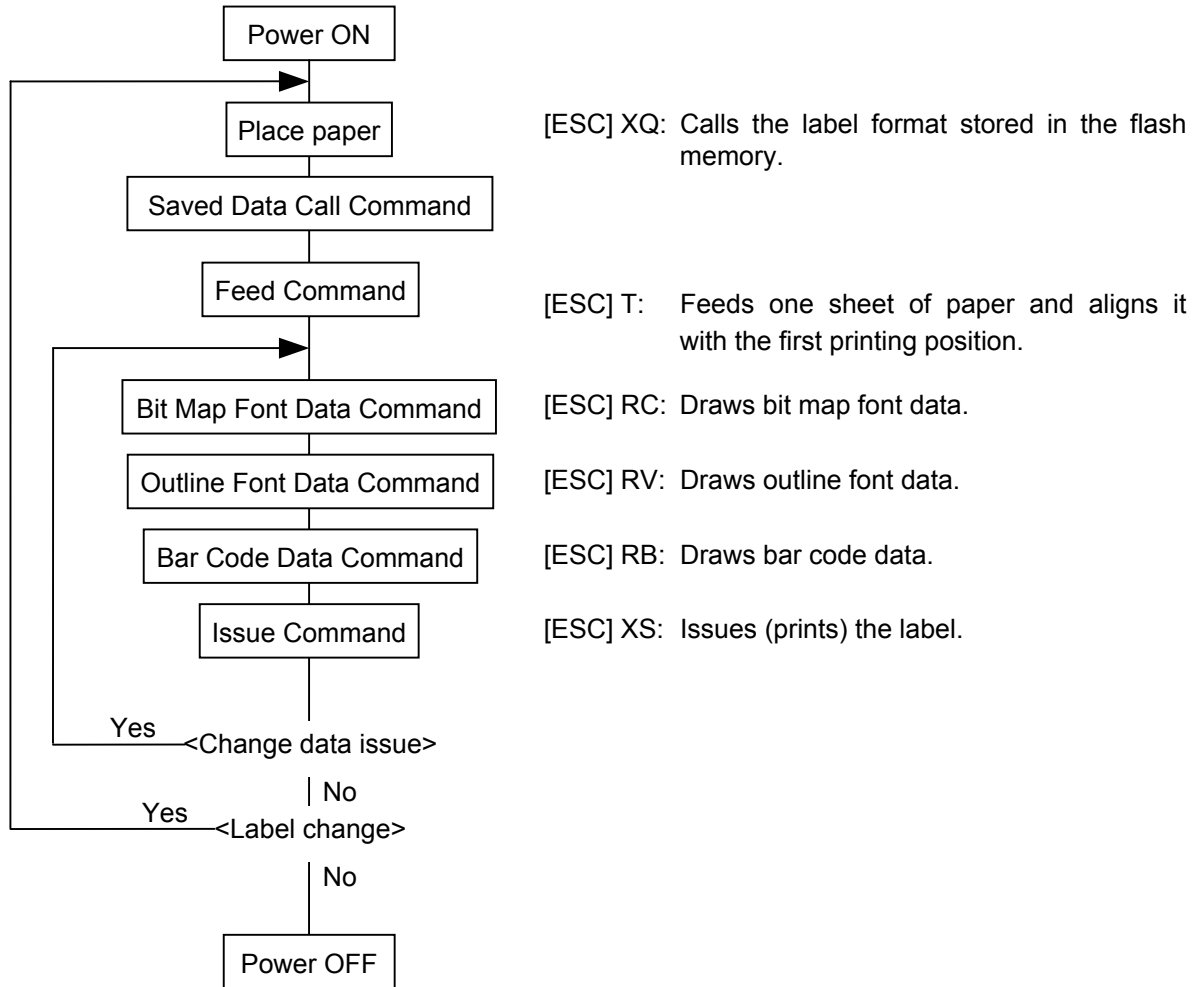 Power ON
Place paper
[ESC] XQ: Calls the label format stored in the flash
memory.
Saved Data Call Command
Feed Command
[ESC] T: Feeds one sheet of paper and aligns it
with the first printing position.
Bit Map Font Data Command
[ESC] RC: Draws bit map font data.
Outline Font Data Command
[ESC] RV: Draws outline font data.
Bar Code Data Command
[ESC] RB: Draws bar code data.
Issue Command
[ESC] XS: Issues (prints) the label.
Yes
<Change data issue>
No
Yes
<Label change>
No
Power OFF